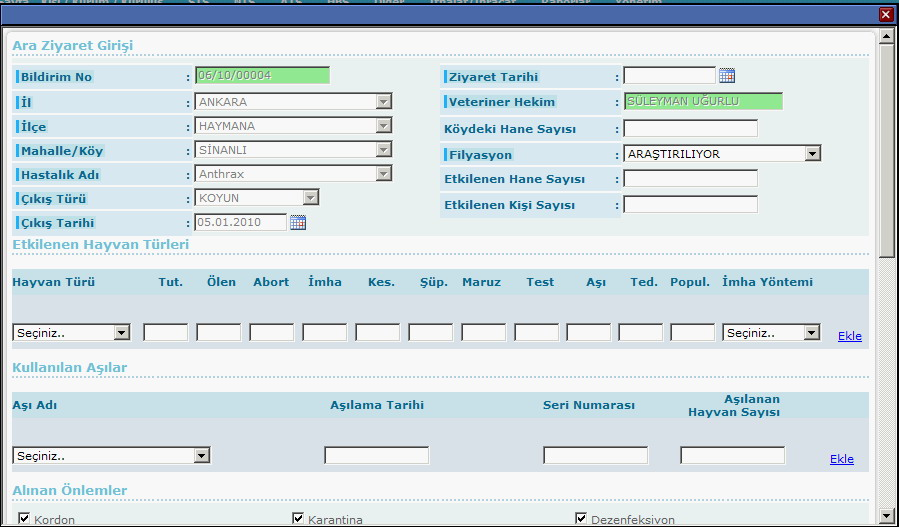 Ara Ziyaret Girişi
Bildirim No : 06/10/00004
Ziyaret Tarihi :
İl : ANKARA
Veteriner Hekim : SÜLEYMAN UĞURLU
İlçe : HAYMANA
Köydeki Hane Sayısı :
Mahalle/Köy : SİNANLI
Filyasyon : ARAŞTIRILIYOR
Hastalık Adı : Anthrax
Etkilenen Hane Sayısı :
Çıkış Türü : KOYUN
Etkilenen Kişi Sayısı :
Çıkış Tarihi : 05.01.2010
Etkilenen Hayvan Türleri
Hayvan Türü Tut. Ölen Abort İmha Kes. Şüp. Maruz Test Aşı Ted. Popul. İmha Yöntemi
Seçiniz.. Seçiniz.. Ekle
Kullanılan Aşılar
Aşı Adı Aşılama Tarihi Seri Numarası Aşılanan
Hayvan Sayısı
Seçiniz.. Ekle
Alınan Önlemler
Kordon Karantina Dezenfeksiyon